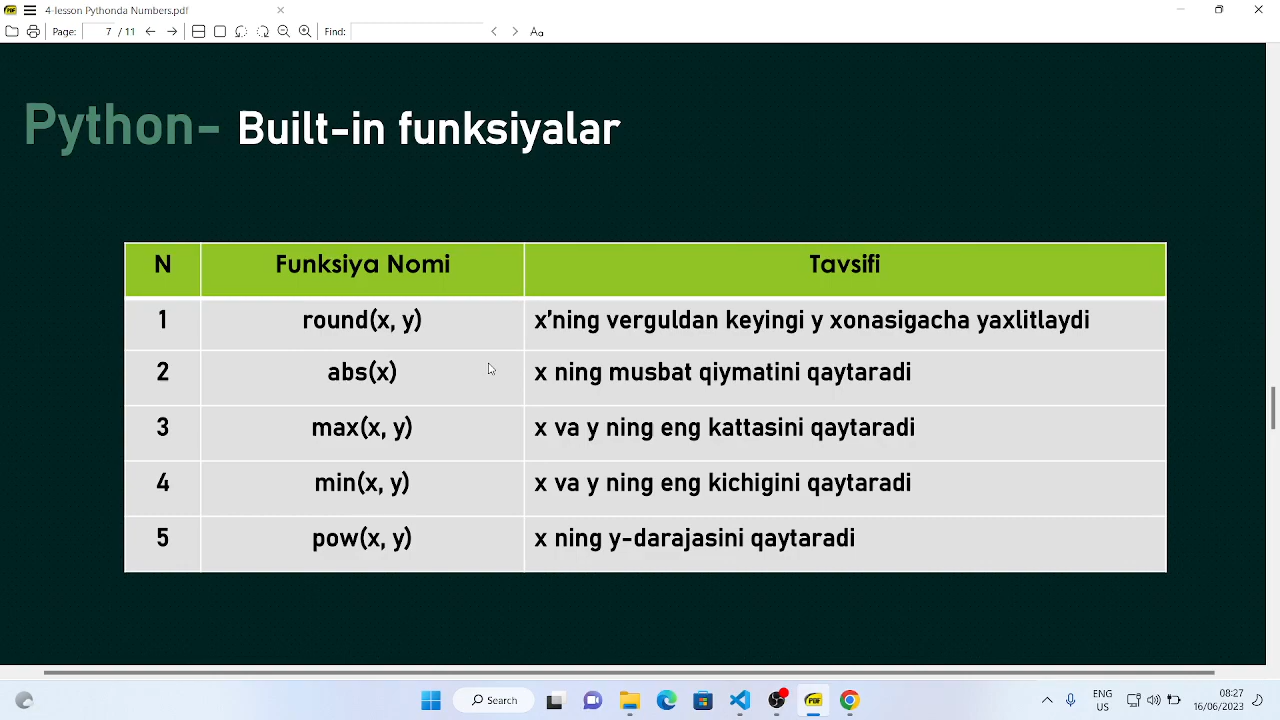 4-lesson Pythonda Numbers.pdf
Page: 7 / 11 Find: Aa
Python- Built-in funksiyalar
N Funksiya Nomi Tavsifi
1 round(x, y) x’ning verguldan keyingi y xonasigacha yaxlitlaydi
2 abs(x) x ning musbat qiymatini qaytaradi
3 max(x, y) x va y ning eng kattasini qaytaradi
4 min(x, y) x va y ning eng kichigini qaytaradi
5 pow(x, y) x ning y-darajasini qaytaradi
Search
ENG 08:27
US 16/06/2023